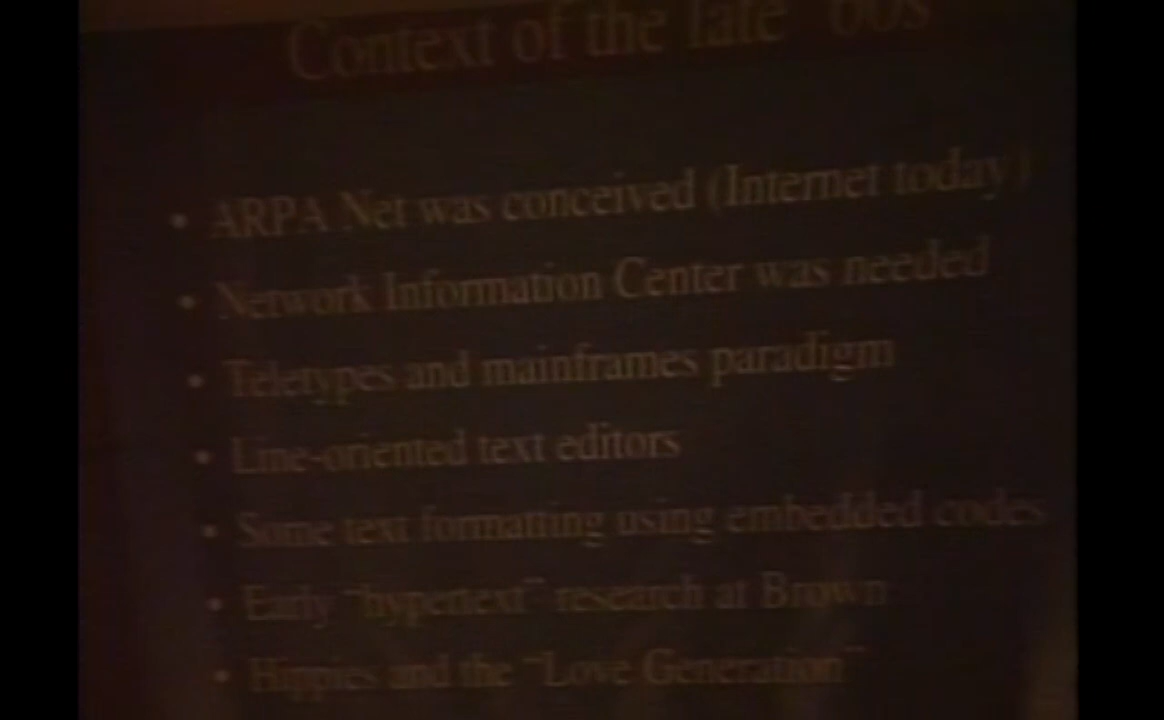 Context of the late '60s
• ARPA Net was conceived (Internet today)
• Network Information Center was needed
• Teletypes and mainframes paradigm
• Line-oriented text editors
• Some text formatting using embedded codes
• Early "hypertext" research at Brown
• Hippies and the "Love Generation"